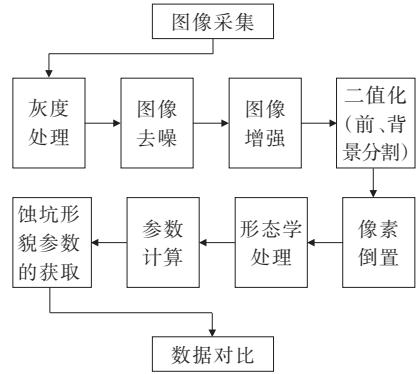 图像采集
灰度
处理
图像
去噪
图像
增强
二值化
(前、背
景分割)
像素
倒置
形态学
处理
参数
计算
蚀坑形
貌参数
的获取
数据对比